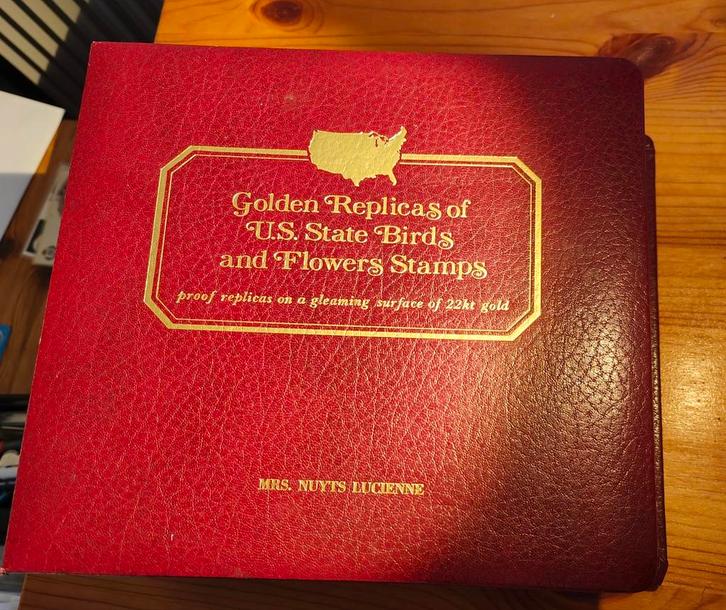 Golden Replicas of
U.S. State Birds
and Flowers Stamps
proof replicas on a gleaming surface of 22kt gold
MRS. NUYTS LUCIENNE